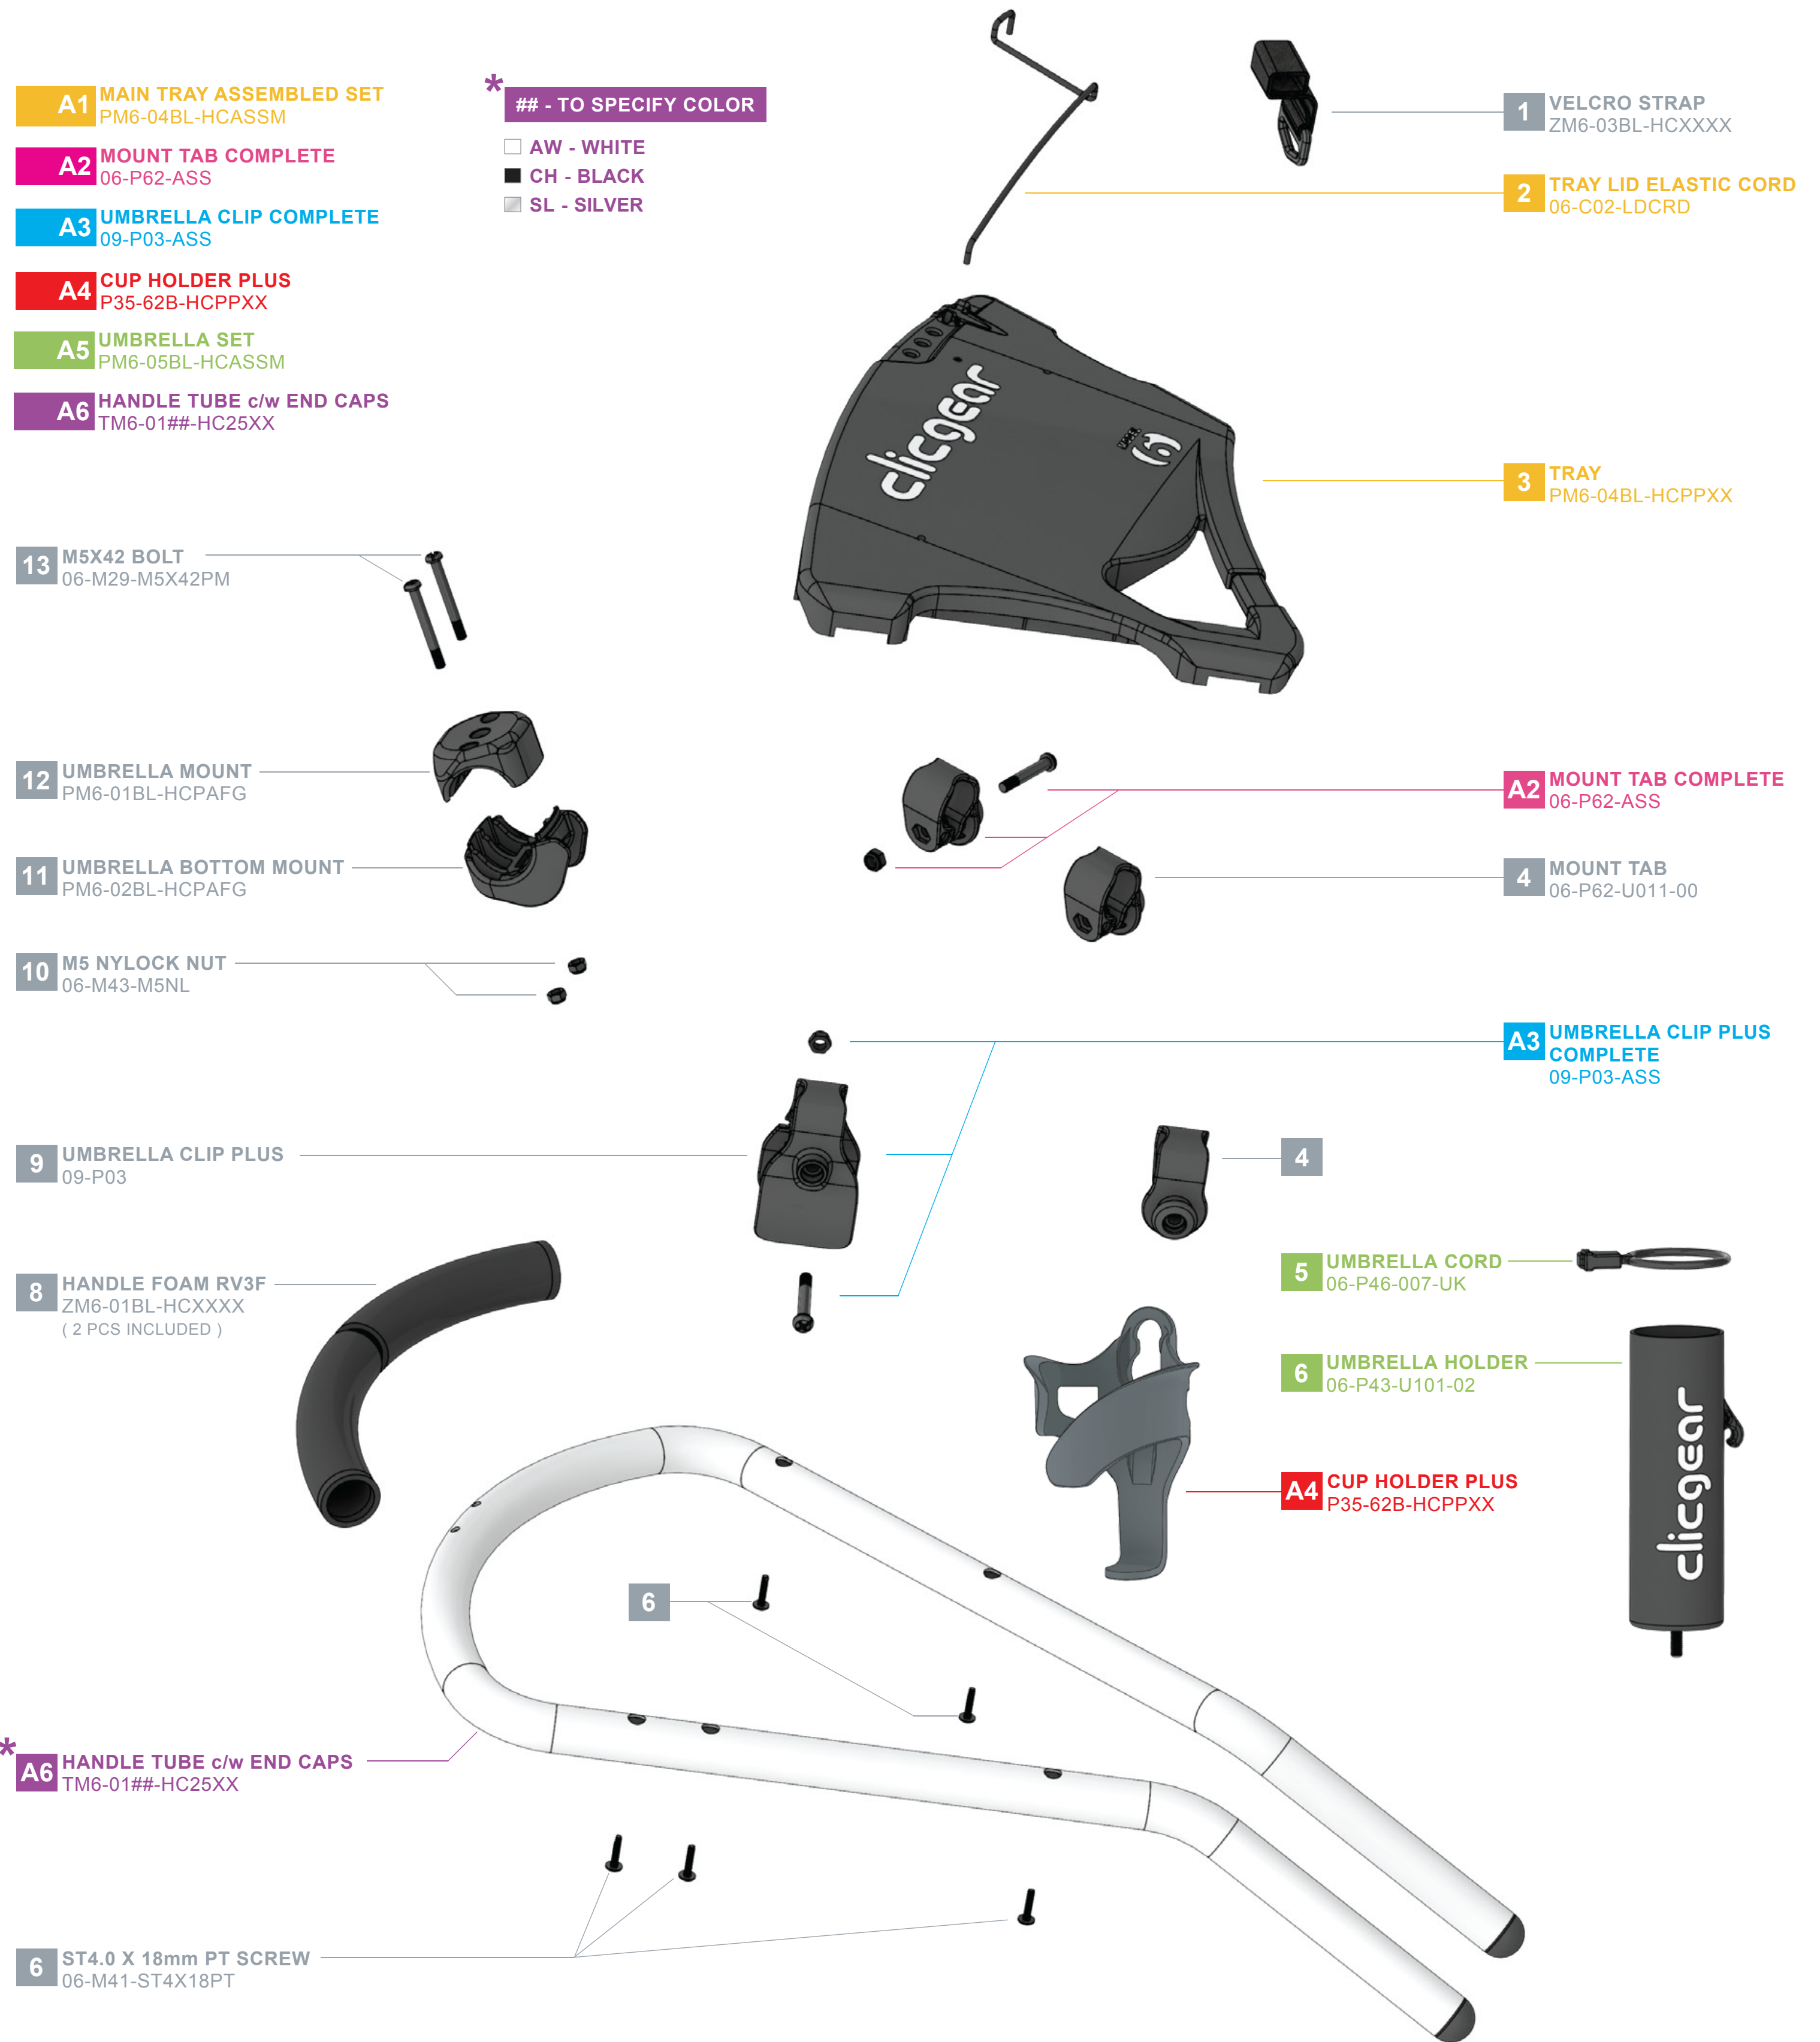 A1 MAIN TRAY ASSEMBLED SET
PM6-04BL-HCASSM
A2 MOUNT TAB COMPLETE
06-P62-ASS
A3 UMBRELLA CLIP COMPLETE
09-P03-ASS
A4 CUP HOLDER PLUS
P35-62B-HCPPXX
A5 UMBRELLA SET
PM6-05BL-HCASSM
A6 HANDLE TUBE c/w END CAPS
TM6-01##-HC25XX
*
## - TO SPECIFY COLOR
AW - WHITE
CH - BLACK
SL - SILVER
1 VELCRO STRAP
ZM6-03BL-HCXXXX
2 TRAY LID ELASTIC CORD
06-C02-LDCRD
clicgear
6
3 TRAY
PM6-04BL-HCPPXX
13 M5X42 BOLT
06-M29-M5X42PM
12 UMBRELLA MOUNT
PM6-01BL-HCPAFG
11 UMBRELLA BOTTOM MOUNT
PM6-02BL-HCPAFG
10 M5 NYLOCK NUT
06-M43-M5NL
A2 MOUNT TAB COMPLETE
06-P62-ASS
4 MOUNT TAB
06-P62-U011-00
A3 UMBRELLA CLIP PLUS
COMPLETE
09-P03-ASS
9 UMBRELLA CLIP PLUS
09-P03
4
8 HANDLE FOAM RV3F
ZM6-01BL-HCXXXX
( 2 PCS INCLUDED )
5 UMBRELLA CORD
06-P46-007-UK
6 UMBRELLA HOLDER
06-P43-U101-02
clicgear
A4 CUP HOLDER PLUS
P35-62B-HCPPXX
6
*
A6 HANDLE TUBE c/w END CAPS
TM6-01##-HC25XX
6 ST4.0 X 18mm PT SCREW
06-M41-ST4X18PT